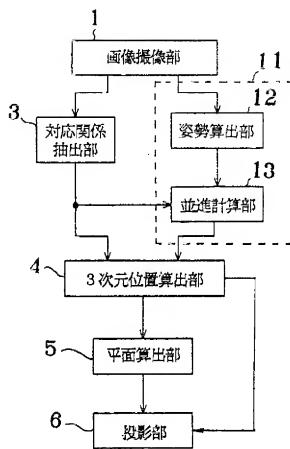 1
画像撮像部
11
3
対応関係
抽出部
12
姿勢算出部
13
並進計算部
4
3次元位置算出部
5
平面算出部
6
投影部